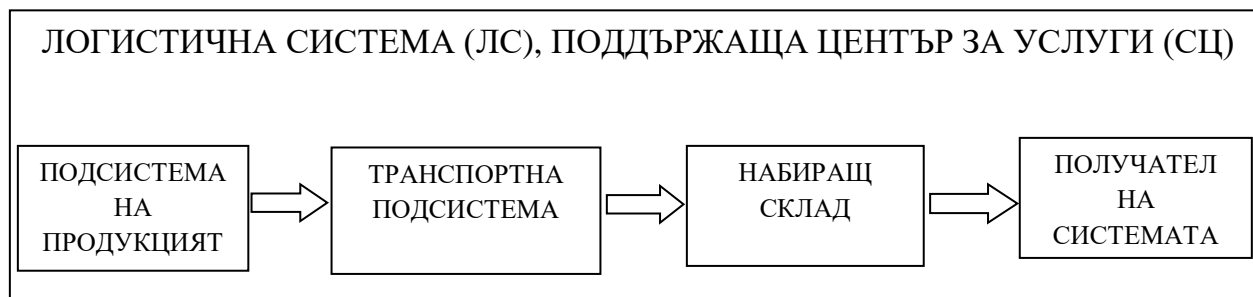 ЛОГИСТИЧНА СИСТЕМА (ЛС), ПОДДЪРЖАЩА ЦЕНТЪР ЗА УСЛУГИ (СЦ)
ПОДСИСТЕМА
НА
ПРОДУКЦИЯТ
ТРАНСПОРТНА
ПОДСИСТЕМА
НАБИРАЩ
СКЛАД
ПОЛУЧАТЕЛ
НА
СИСТЕМАТА